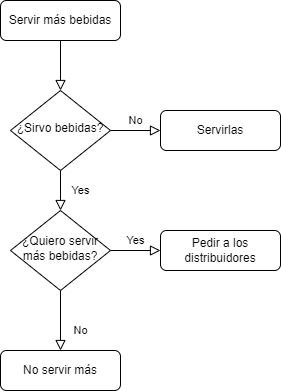 Servir más bebidas
¿Sirvo bebidas?
No
Servirlas
Yes
¿Quiero servir
más bebidas?
Yes
Pedir a los
distribuidores
No
No servir más